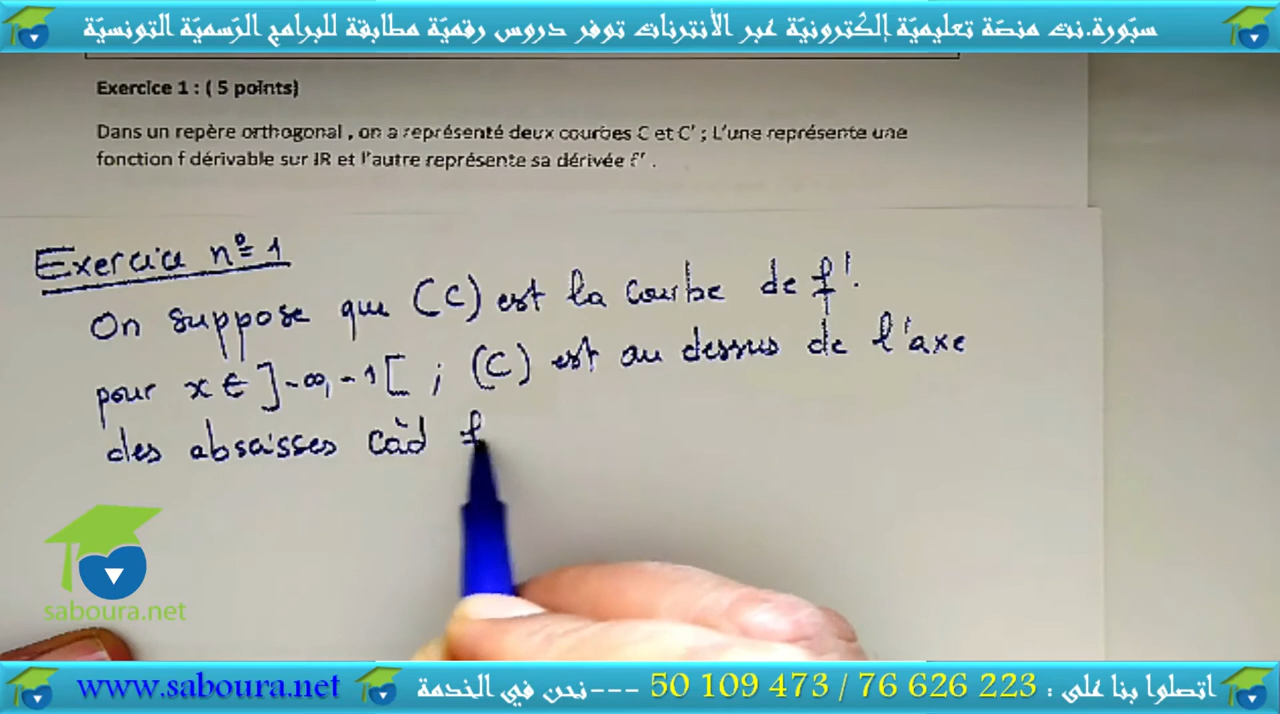 سبّورة.نت منصّة تعليميّة إلكترونيّة عبر الأنترنات توفر دروس رقميّة مطابقة للبرامج الرّسميّة التونسيّة
Exercice 1 : ( 5 points)
Dans un repère orthogonal , on a représenté deux courbes C et C' ; L'une représente une
fonction f dérivable sur IR et l'autre représente sa dérivée f' .
Exercice n°1
On suppose que (C) est la courbe de f'.
pour x ∈ ]-∞, -1[ ; (C) est au dessus de l'axe
des abscisses càd f
saboura.net
www.saboura.net
اتصلوا بنا على : 223 626 76 / 473 109 50 ---نحن في الخدمة